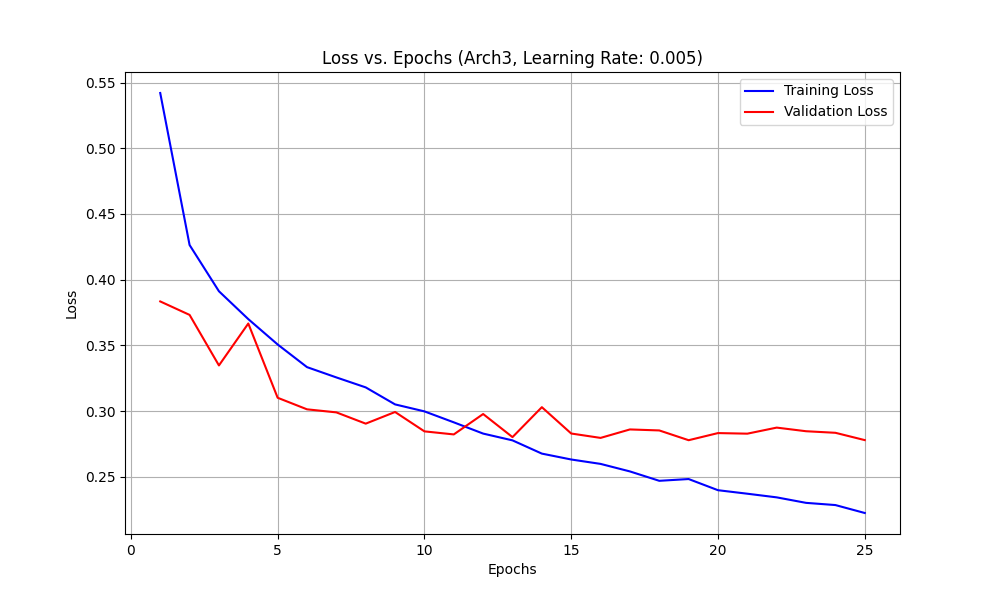 Loss vs. Epochs (Arch3, Learning Rate: 0.005)
Training Loss
Validation Loss
0.55
0.50
0.45
0.40
0.35
0.30
0.25
Loss
0
5
10
15
20
25
Epochs